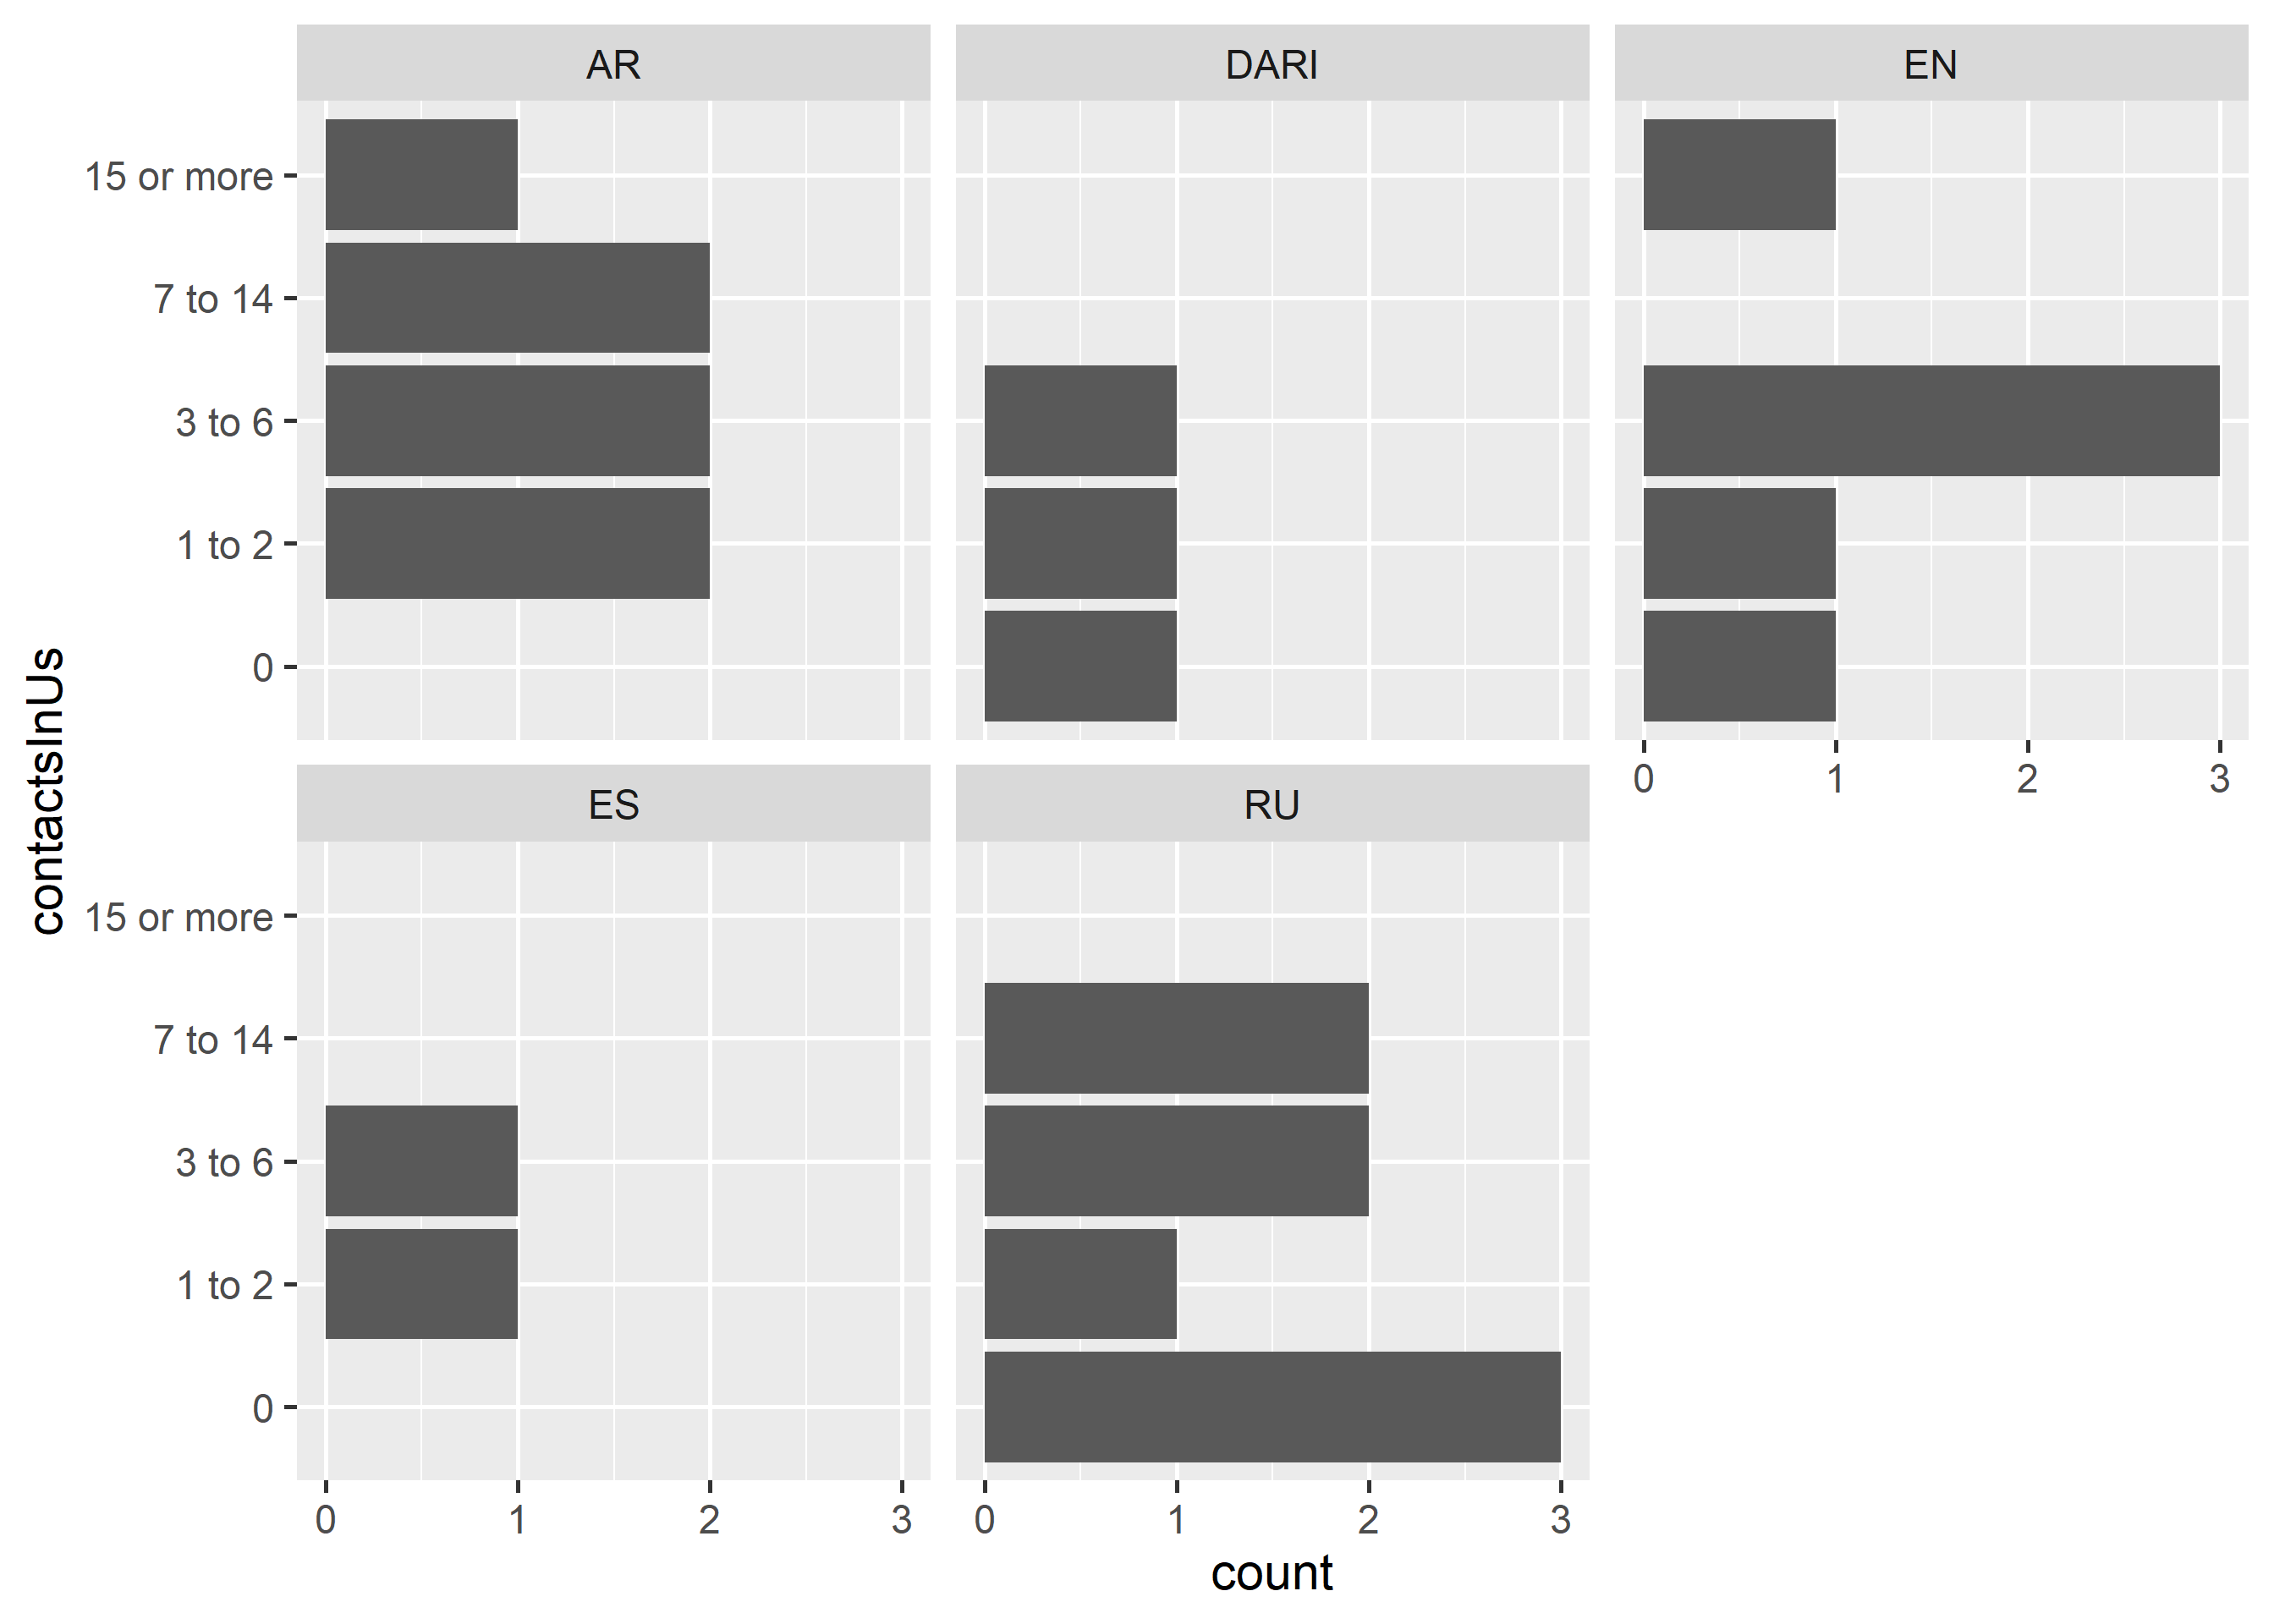 AR
DARI
EN
15 or more
7 to 14
3 to 6
1 to 2
0
0 1 2 3
ES
RU
15 or more
7 to 14
3 to 6
1 to 2
0
0 1 2 3
0 1 2 3
count
contactsInUs